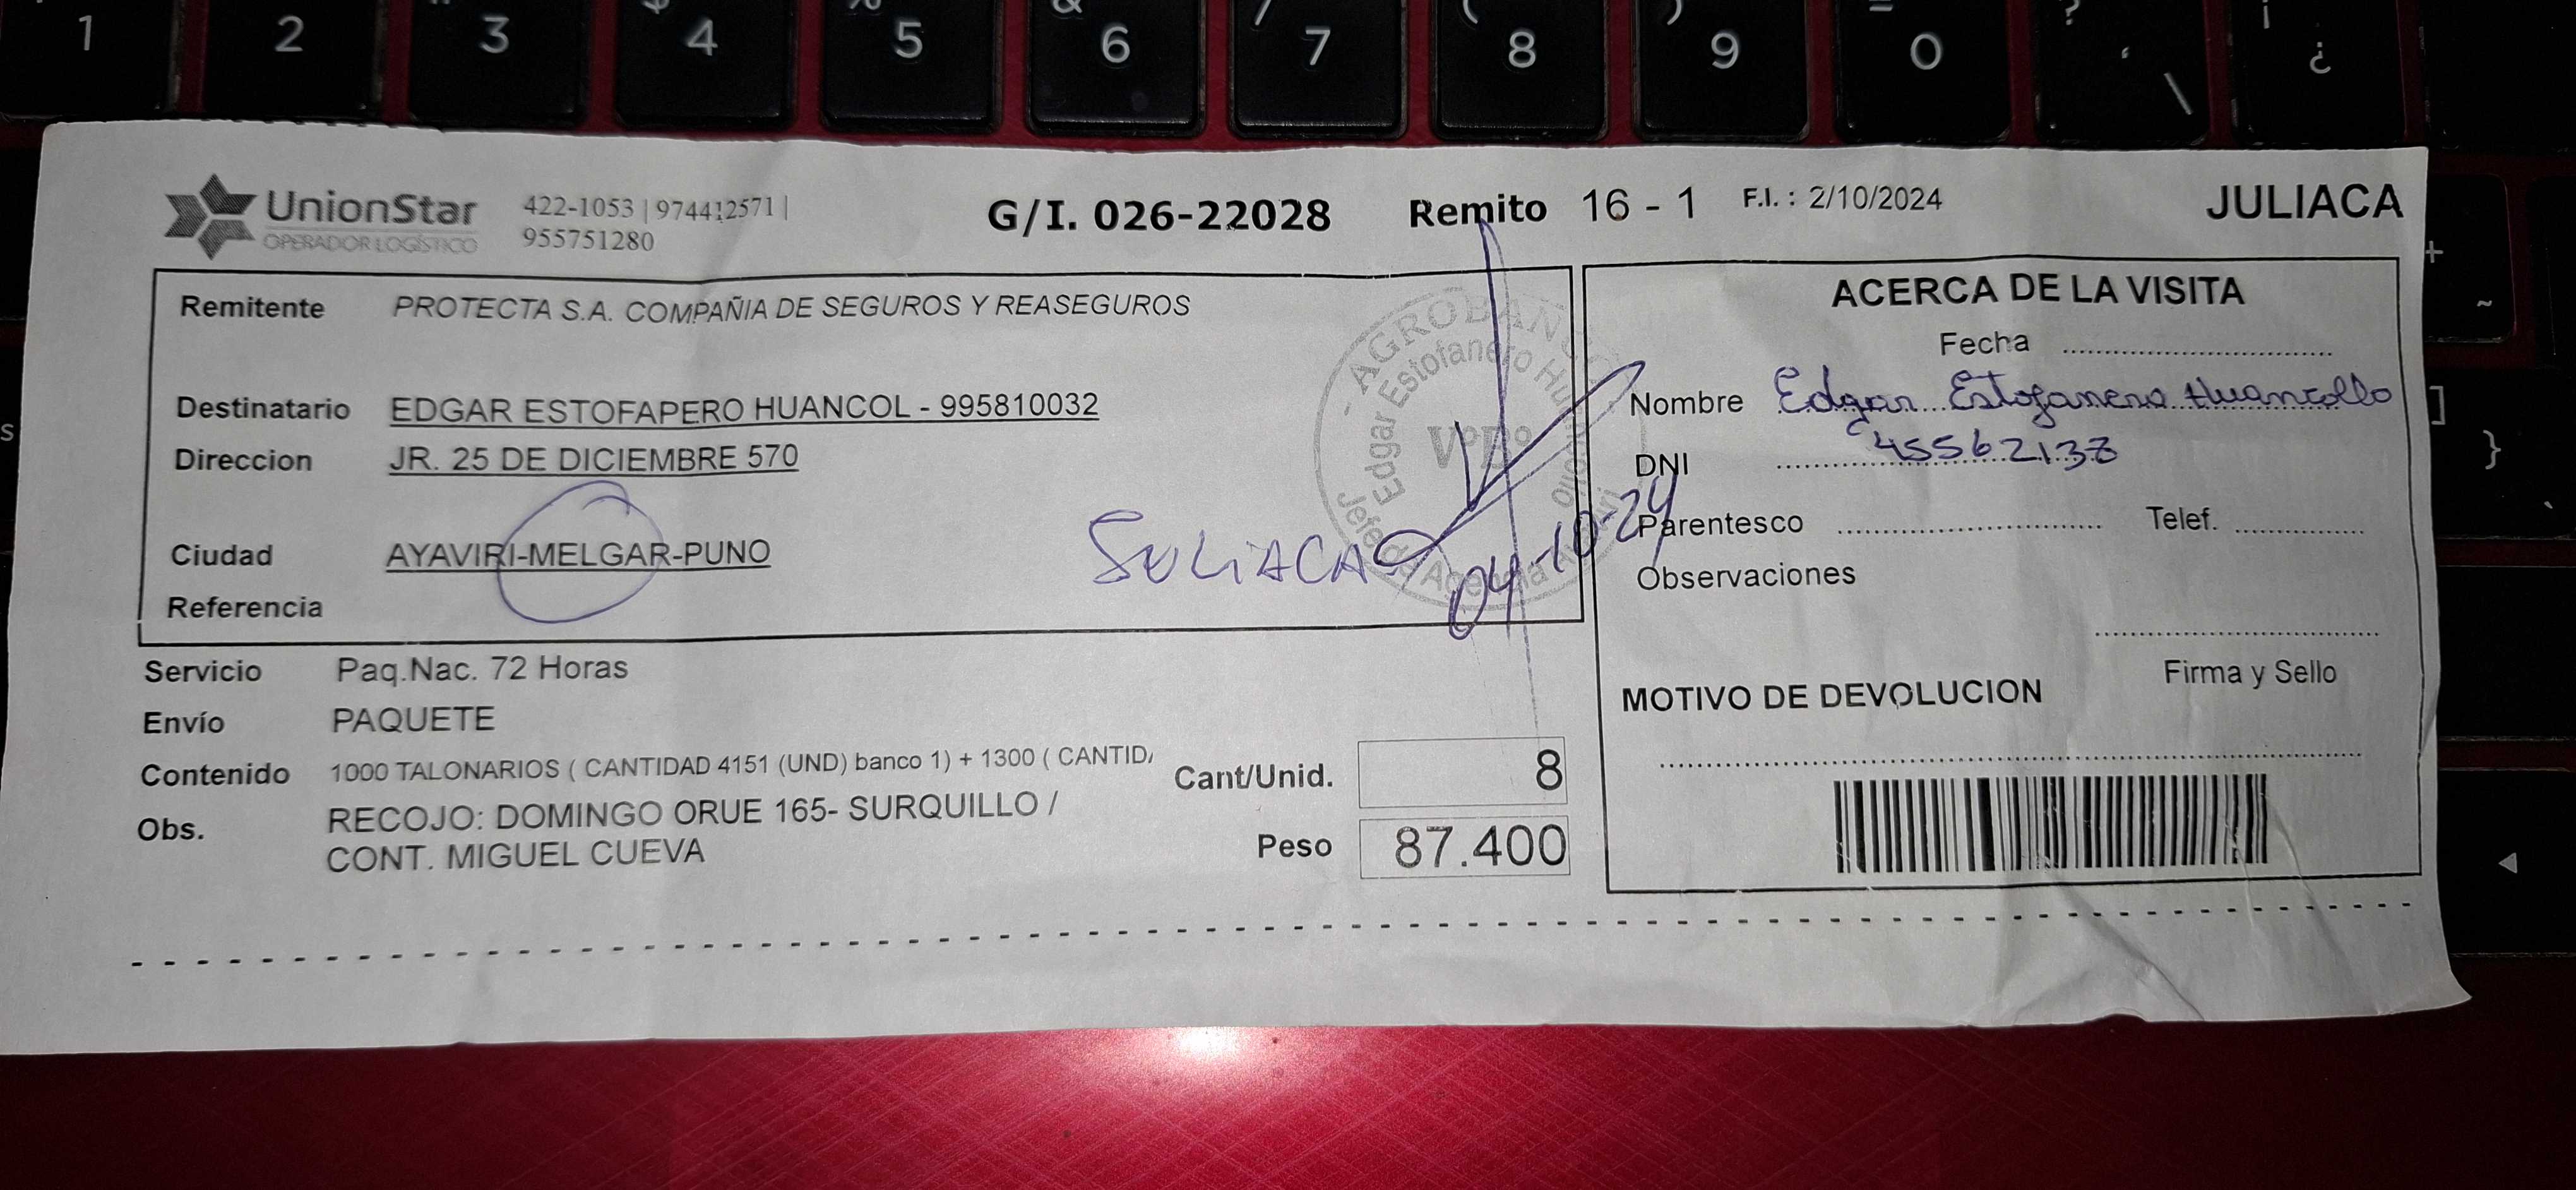 1 2 3 4 5 6 7 8 9 0
UnionStar
OPERADOR LOGÍSTICO
422-1053 | 974412571 |
955751280
G/I. 026-22028 Remito 16 - 1 F.I. : 2/10/2024 JULIACA
Remitente PROTECTA S.A. COMPAÑIA DE SEGUROS Y REASEGUROS
Destinatario EDGAR ESTOFAPERO HUANCOL - 995810032
Direccion JR. 25 DE DICIEMBRE 570
Ciudad AYAVIRI-MELGAR-PUNO
Referencia
JULIACA 04-10-24
AGROBANCO
Edgar Estofanero
V°B°
Jefe de Agencia
Servicio Paq.Nac. 72 Horas
Envío PAQUETE
Contenido 1000 TALONARIOS ( CANTIDAD 4151 (UND) banco 1) + 1300 ( CANTID
Obs. RECOJO: DOMINGO ORUE 165- SURQUILLO /
CONT. MIGUEL CUEVA
Cant/Unid. 8
Peso 87.400
ACERCA DE LA VISITA
Fecha
Nombre Edgar Estofanero Huancollo
DNI 45562137
Parentesco Telef.
Observaciones
Firma y Sello
MOTIVO DE DEVOLUCION